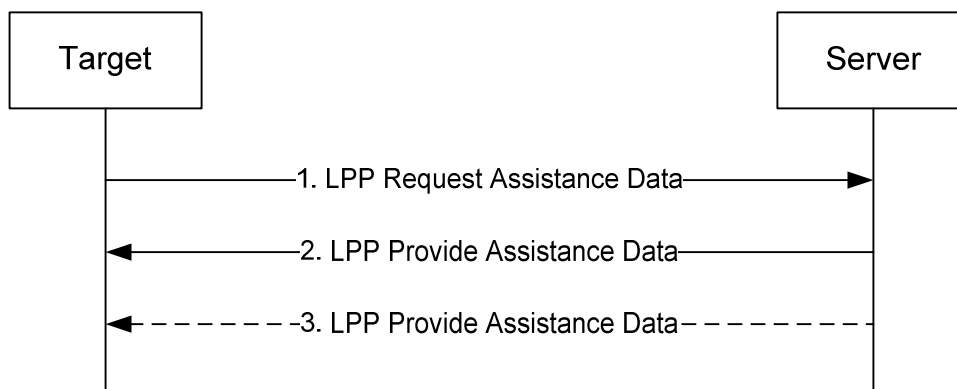 Target
Server
1. LPP Request Assistance Data
2. LPP Provide Assistance Data
3. LPP Provide Assistance Data